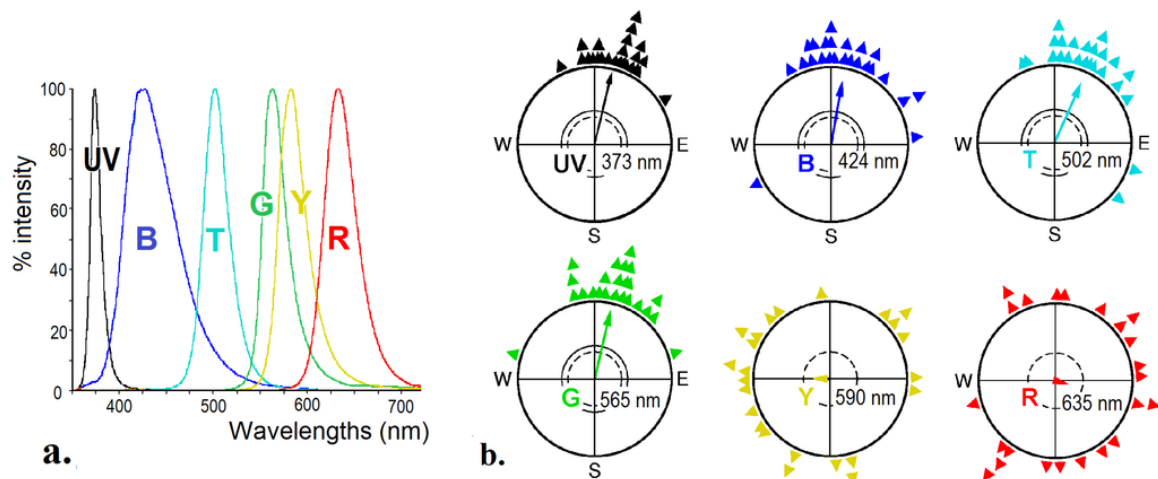 % intensity
100
80
60
40
20
0
UV
B
T
G
Y
R
400
500
600
700
Wavelengths (nm)
a.
W
UV
373 nm
E
S
W
B
424 nm
E
S
W
T
502 nm
E
S
W
G
565 nm
E
S
Y
590 nm
W
R
635 nm
b.